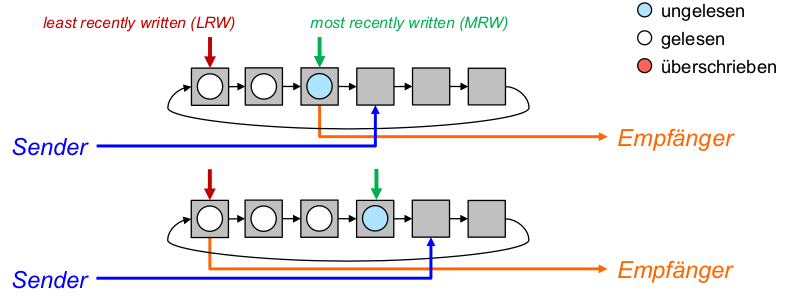 least recently written (LRW)
most recently written (MRW)
ungelesen
gelesen
überschrieben
Sender
Empfänger
Sender
Empfänger